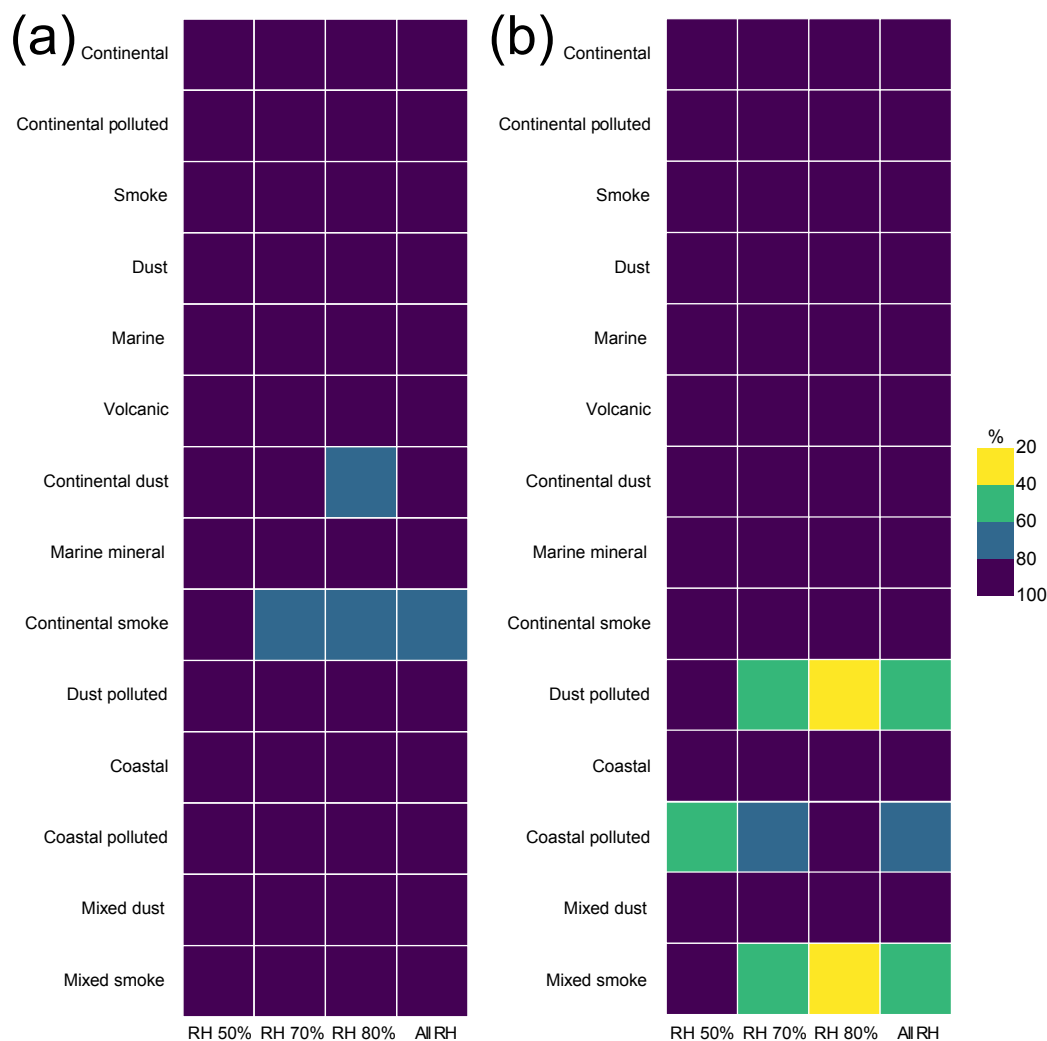 (a)
Continental
Continental polluted
Smoke
Dust
Marine
Volcanic
Continental dust
Marine mineral
Continental smoke
Dust polluted
Coastal
Coastal polluted
Mixed dust
Mixed smoke
RH 50% RH 70% RH 80% All RH
(b)
Continental
Continental polluted
Smoke
Dust
Marine
Volcanic
Continental dust
Marine mineral
Continental smoke
Dust polluted
Coastal
Coastal polluted
Mixed dust
Mixed smoke
RH 50% RH 70% RH 80% All RH
%
20
40
60
80
100